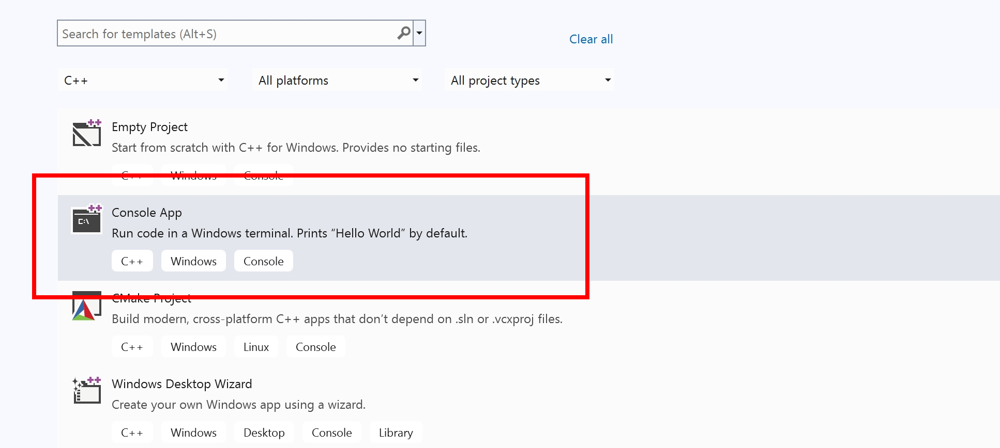 Search for templates (Alt+S)
Clear all
C++ All platforms All project types
Empty Project
Start from scratch with C++ for Windows. Provides no starting files.
C++ Windows Console
Console App
C:\
Run code in a Windows terminal. Prints “Hello World” by default.
C++ Windows Console
CMake Project
Build modern, cross-platform C++ apps that don’t depend on .sln or .vcxproj files.
C++ Windows Linux Console
Windows Desktop Wizard
Create your own Windows app using a wizard.
C++ Windows Desktop Console Library